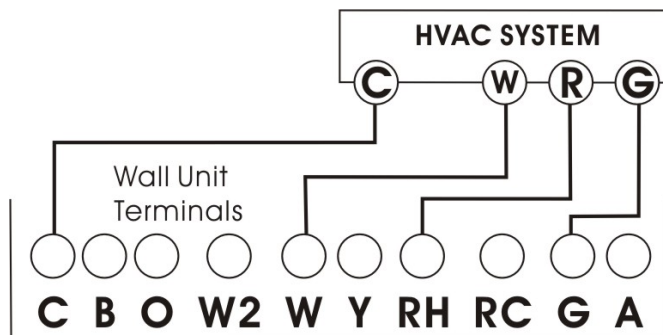 HVAC SYSTEM
C W R G
Wall Unit
Terminals
C B O W2 W Y RH RC G A